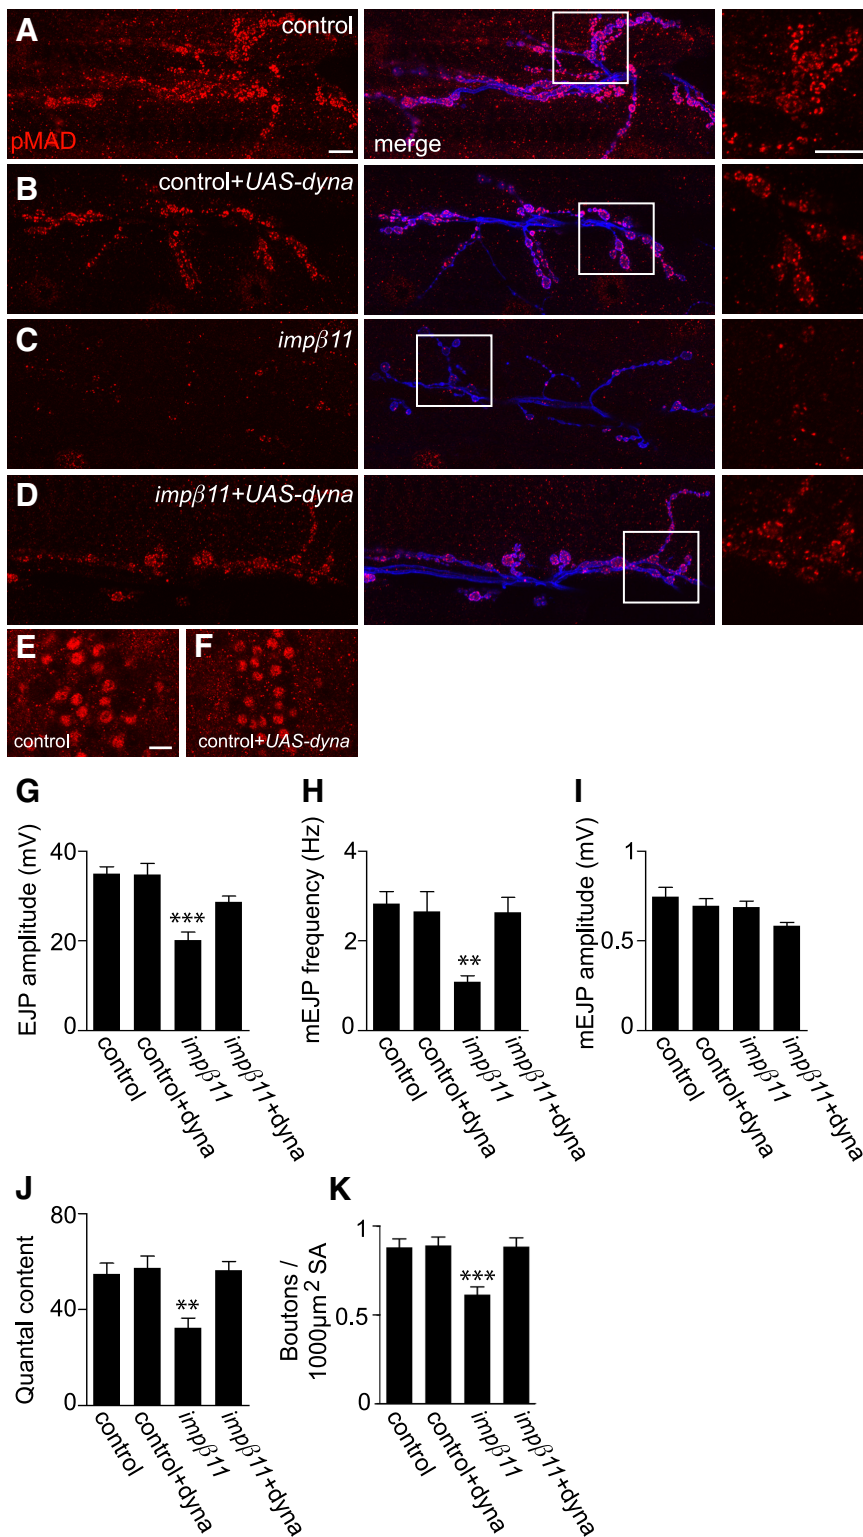 A
control
pMAD
merge
B
control+UAS-dyna
C
impβ11
D
impβ11+UAS-dyna
E
control
F
control+UAS-dyna
G
EJP amplitude (mV)
40
20
0
***
control
control+dyna
impβ11
impβ11+dyna
H
mEJP frequency (Hz)
4
2
0
**
control
control+dyna
impβ11
impβ11+dyna
I
mEJP amplitude (mV)
1
0.5
0
control
control+dyna
impβ11
impβ11+dyna
J
Quantal content
80
40
0
**
control
control+dyna
impβ11
impβ11+dyna
K
Boutons /
1000µm² SA
1
0.5
0
***
control
control+dyna
impβ11
impβ11+dyna